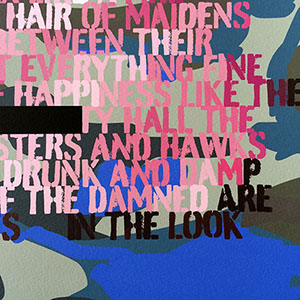 HAIR OF MAIDENS
BETWEEN THEIR
T EVERYTHING FINE
E HAPPINESS LIKE THE
TY HALL THE
STERS AND HAWKS
DRUNK AND DAMP
E THE DAMNED ARE
S IN THE LOOK